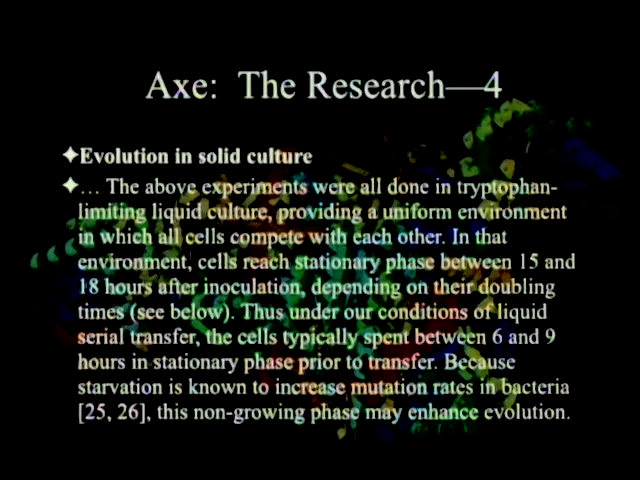 Axe: The Research—4
✦Evolution in solid culture
✦… The above experiments were all done in tryptophan-
limiting liquid culture, providing a uniform environment
in which all cells compete with each other. In that
environment, cells reach stationary phase between 15 and
18 hours after inoculation, depending on their doubling
times (see below). Thus under our conditions of liquid
serial transfer, the cells typically spent between 6 and 9
hours in stationary phase prior to transfer. Because
starvation is known to increase mutation rates in bacteria
[25, 26], this non-growing phase may enhance evolution.